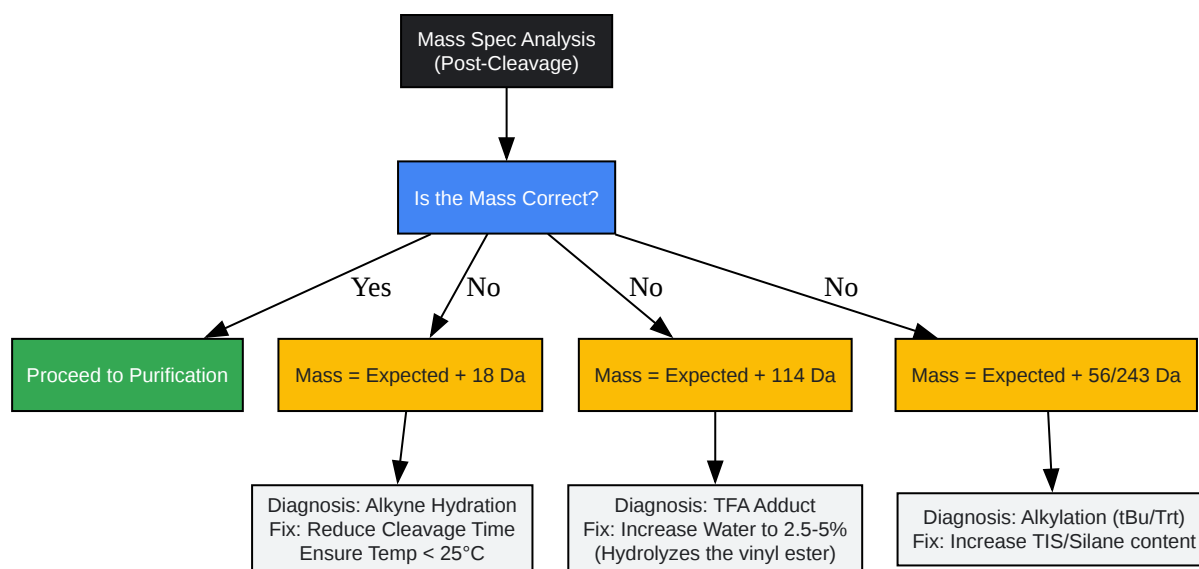 Mass Spec Analysis
(Post-Cleavage)
Is the Mass Correct?
Yes
No
No
No
Proceed to Purification
Mass = Expected + 18 Da
Mass = Expected + 114 Da
Mass = Expected + 56/243 Da
Diagnosis: Alkyne Hydration
Fix: Reduce Cleavage Time
Ensure Temp < 25°C
Diagnosis: TFA Adduct
Fix: Increase Water to 2.5-5%
(Hydrolyzes the vinyl ester)
Diagnosis: Alkylation (tBu/Trt)
Fix: Increase TIS/Silane content